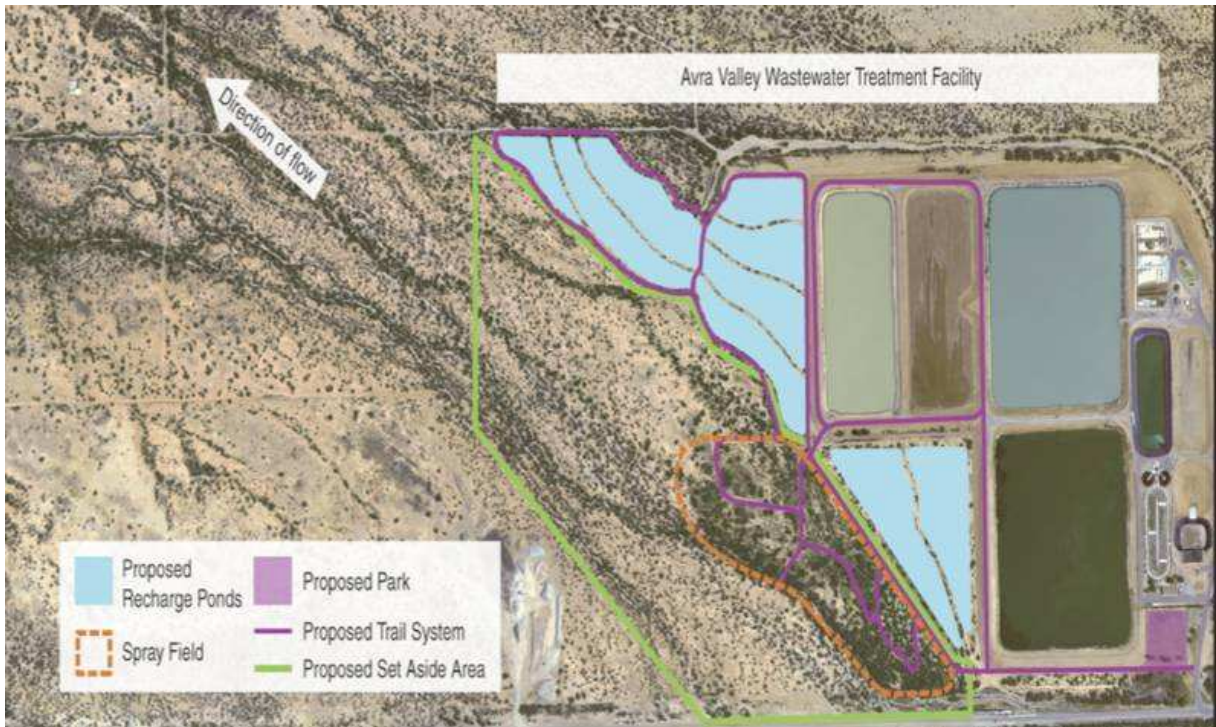 Avra Valley Wastewater Treatment Facility
Direction of flow
Proposed
Recharge Ponds
Spray Field
Proposed Park
Proposed Trail System
Proposed Set Aside Area